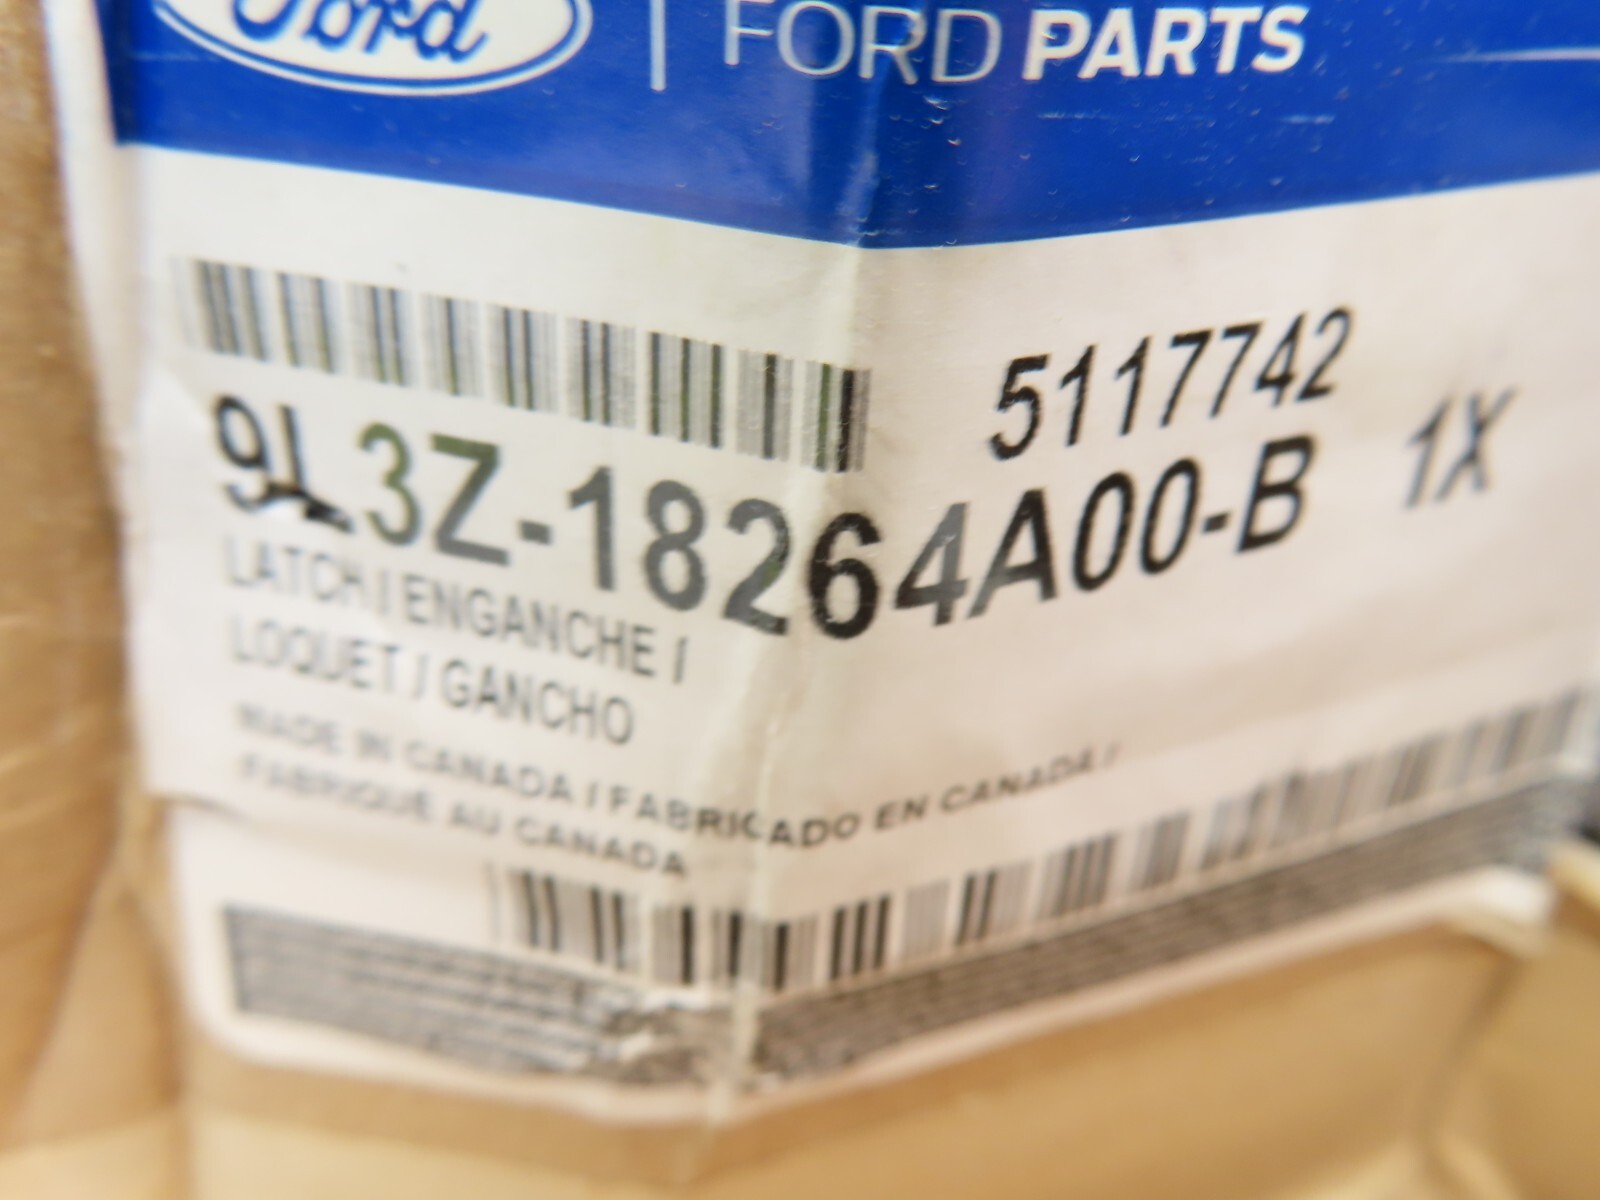 Ford | FORD PARTS
5117742
9L3Z-18264A00-B 1X
LATCH / ENGANCHE /
LOQUET / GANCHO
MADE IN CANADA / FABRICADO EN CANADA /
FABRIQUÉ AU CANADA